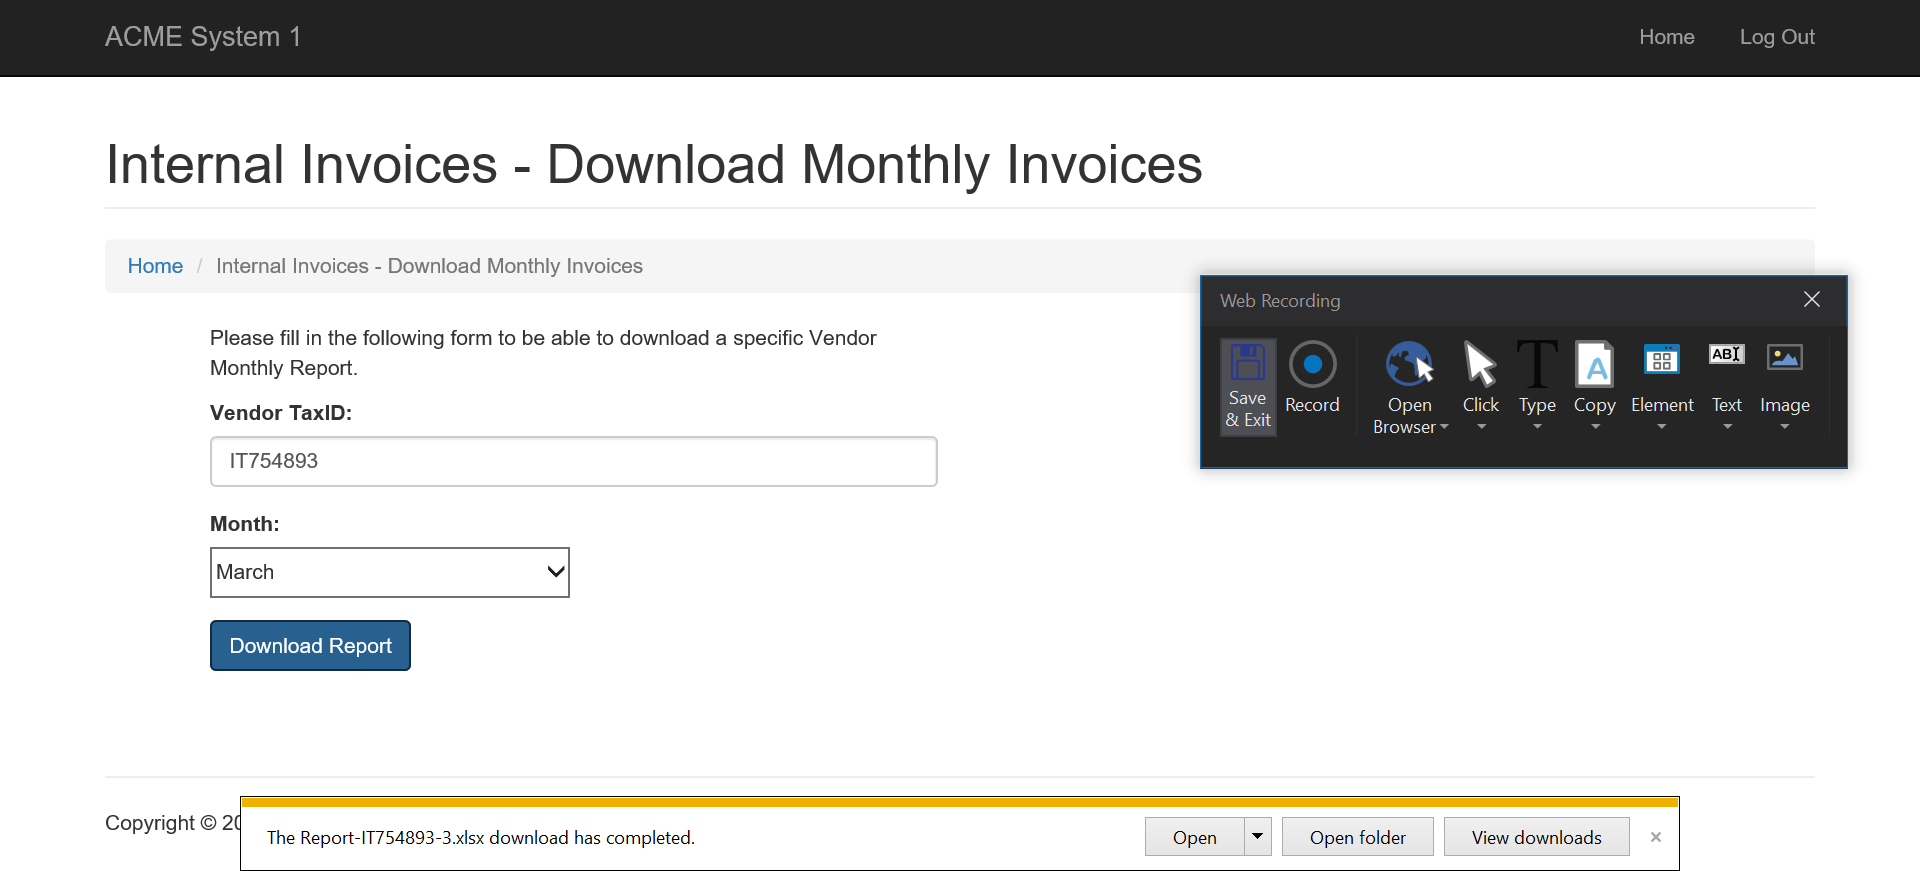 ACME System 1
Home
Log Out
Internal Invoices - Download Monthly Invoices
Home / Internal Invoices - Download Monthly Invoices
Please fill in the following form to be able to download a specific Vendor
Monthly Report.
Vendor TaxID:
IT754893
Month:
March
Download Report
Web Recording
Save
& Exit
Record
Open
Browser
Click
Type
Copy
Element
ABI
Text
Image
Copyright ©
The Report-IT754893-3.xlsx download has completed.
Open
Open folder
View downloads